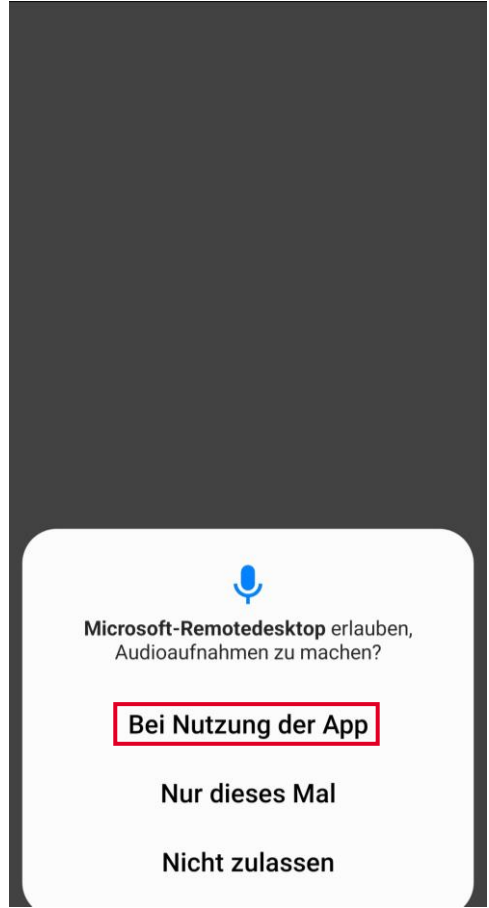 Microsoft-Remotedesktop erlauben,
Audioaufnahmen zu machen?
Bei Nutzung der App
Nur dieses Mal
Nicht zulassen